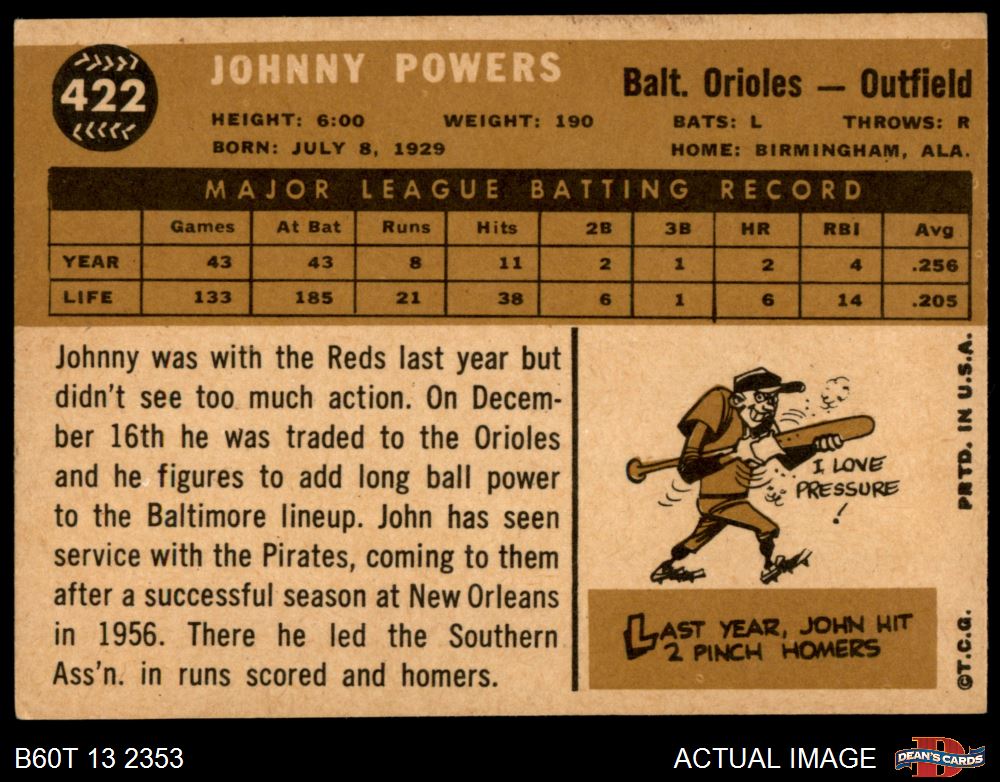 422
JOHNNY POWERS
Balt. Orioles — Outfield
HEIGHT: 6:00 WEIGHT: 190 BATS: L THROWS: R
BORN: JULY 8, 1929 HOME: BIRMINGHAM, ALA.
MAJOR LEAGUE BATTING RECORD
Games At Bat Runs Hits 2B 3B HR RBI Avg
YEAR 43 43 8 11 2 1 2 4 .256
LIFE 133 185 21 38 6 1 6 14 .205
Johnny was with the Reds last year but
didn't see too much action. On Decem-
ber 16th he was traded to the Orioles
and he figures to add long ball power
to the Baltimore lineup. John has seen
service with the Pirates, coming to them
after a successful season at New Orleans
in 1956. There he led the Southern
Ass'n. in runs scored and homers.
I LOVE
PRESSURE
!
LAST YEAR, JOHN HIT
2 PINCH HOMERS
©T.C.G. PRTD. IN U.S.A.
B60T 13 2353 ACTUAL IMAGE
D
DEAN'S CARDS